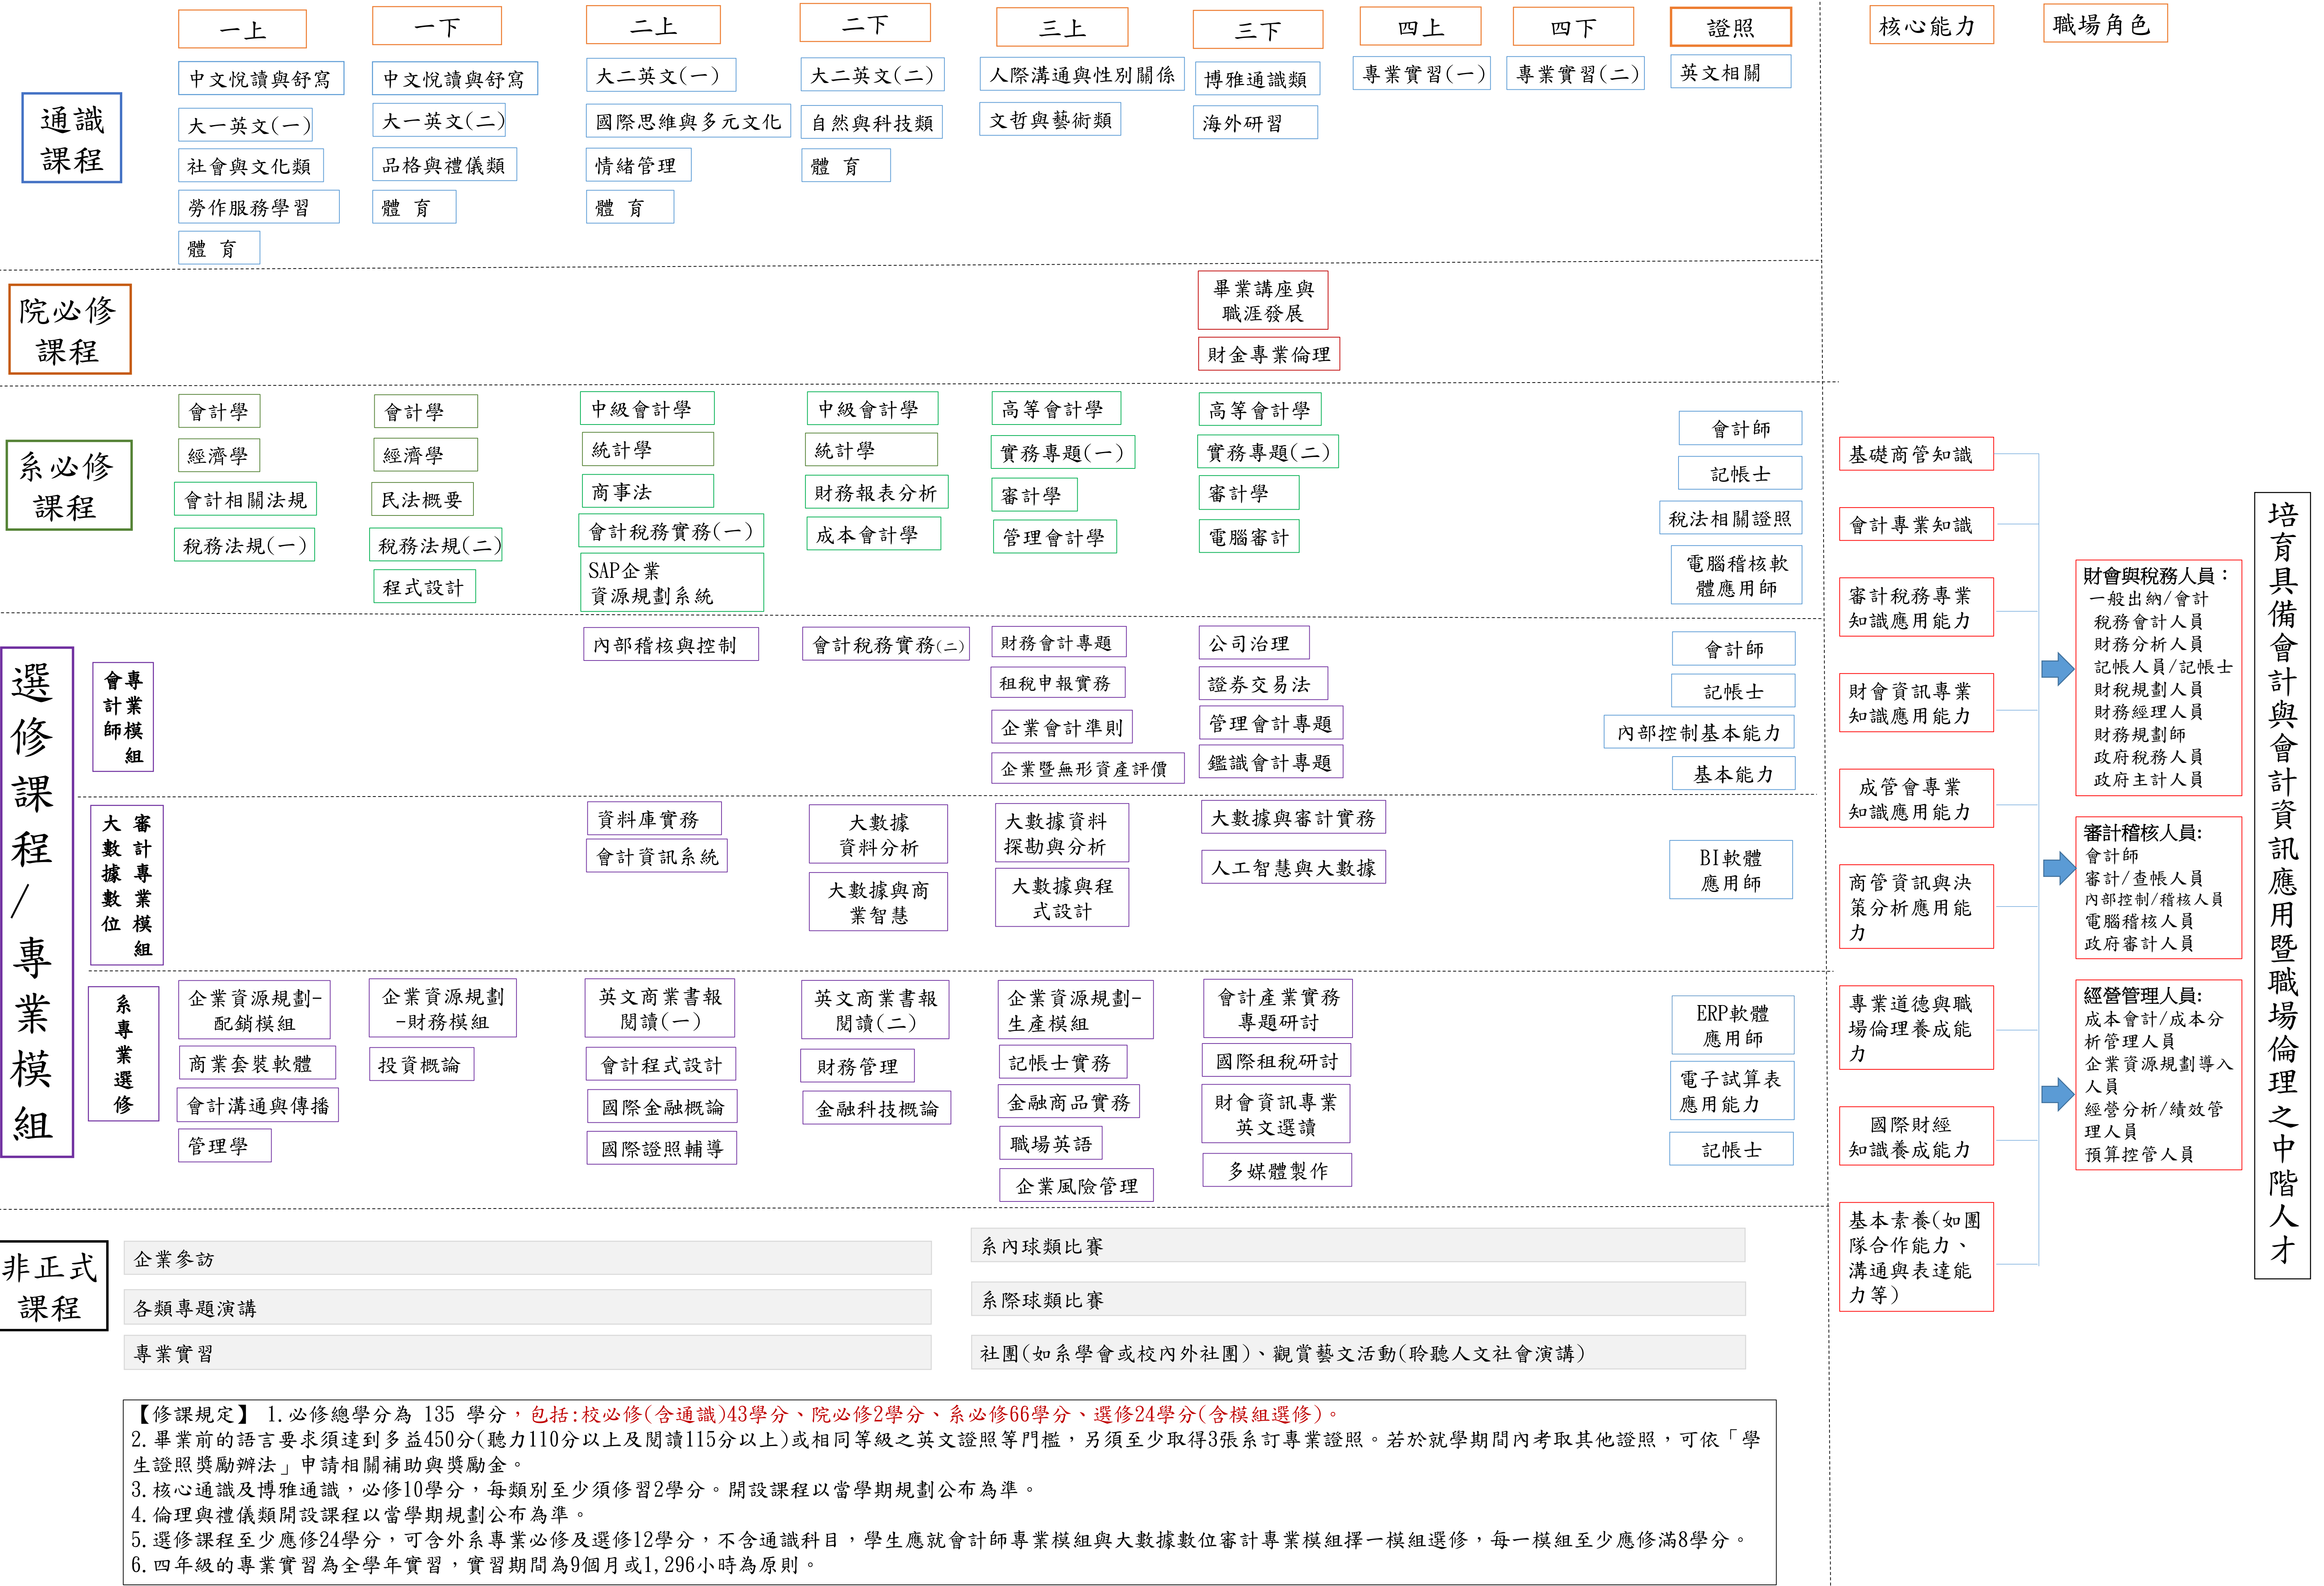 一上
一下
二上
二下
三上
三下
四上
四下
證照
核心能力
職場角色
通識
課程
中文悅讀與舒寫
大一英文(一)
社會與文化類
勞作服務學習
體 育
中文悅讀與舒寫
大一英文(二)
品格與禮儀類
體 育
大二英文(一)
國際思維與多元文化
情緒管理
體 育
大二英文(二)
自然與科技類
體 育
人際溝通與性別關係
文哲與藝術類
博雅通識類
海外研習
專業實習(一)
專業實習(二)
英文相關
院必修
課程
畢業講座與
職涯發展
財金專業倫理
系必修
課程
會計學
經濟學
會計相關法規
稅務法規(一)
會計學
經濟學
民法概要
稅務法規(二)
程式設計
中級會計學
統計學
商事法
會計稅務實務(一)
SAP企業
資源規劃系統
中級會計學
統計學
財務報表分析
成本會計學
高等會計學
實務專題(一)
審計學
管理會計學
高等會計學
實務專題(二)
審計學
電腦審計
會計師
記帳士
稅法相關證照
電腦稽核軟
體應用師
選修課程/專業模組
會計師
專業模組
內部稽核與控制
會計稅務實務(二)
財務會計專題
租稅申報實務
企業會計準則
企業暨無形資產評價
公司治理
證券交易法
管理會計專題
鑑識會計專題
會計師
記帳士
內部控制基本能力
基本能力
大數據數位
審計專業模組
資料庫實務
會計資訊系統
大數據
資料分析
大數據與商
業智慧
大數據資料
探勘與分析
大數據與程
式設計
大數據與審計實務
人工智慧與大數據
BI軟體
應用師
系專業選修
企業資源規劃-
配銷模組
商業套裝軟體
會計溝通與傳播
管理學
企業資源規劃
-財務模組
投資概論
英文商業書報
閱讀(一)
會計程式設計
國際金融概論
國際證照輔導
英文商業書報
閱讀(二)
財務管理
金融科技概論
企業資源規劃-
生產模組
記帳士實務
金融商品實務
職場英語
企業風險管理
會計產業實務
專題研討
國際租稅研討
財會資訊專業
英文選讀
多媒體製作
ERP軟體
應用師
電子試算表
應用能力
記帳士
基礎商管知識
會計專業知識
審計稅務專業
知識應用能力
財會資訊專業
知識應用能力
成管會專業
知識應用能力
商管資訊與決
策分析應用能
力
專業道德與職
場倫理養成能
力
國際財經
知識養成能力
基本素養(如團
隊合作能力、
溝通與表達能
力等)
財會與稅務人員：
一般出納/會計
稅務會計人員
財務分析人員
記帳人員/記帳士
財稅規劃人員
財務經理人員
財務規劃師
政府稅務人員
政府主計人員
審計稽核人員:
會計師
審計/查帳人員
內部控制/稽核人員
電腦稽核人員
政府審計人員
經營管理人員:
成本會計/成本分
析管理人員
企業資源規劃導入
人員
經營分析/績效管
理人員
預算控管人員
培育具備會計與會計資訊應用暨職場倫理之中階人才
非正式
課程
企業參訪
各類專題演講
專業實習
系內球類比賽
系際球類比賽
社團(如系學會或校內外社團)、觀賞藝文活動(聆聽人文社會演講)
【修課規定】 1.必修總學分為 135 學分，包括:校必修(含通識)43學分、院必修2學分、系必修66學分、選修24學分(含模組選修)。
2.畢業前的語言要求須達到多益450分(聽力110分以上及閱讀115分以上)或相同等級之英文證照等門檻，另須至少取得3張系訂專業證照。若於就學期間內考取其他證照，可依「學
生證照獎勵辦法」申請相關補助與獎勵金。
3.核心通識及博雅通識，必修10學分，每類別至少須修習2學分。開設課程以當學期規劃公布為準。
4.倫理與禮儀類開設課程以當學期規劃公布為準。
5.選修課程至少應修24學分，可含外系專業必修及選修12學分，不含通識科目，學生應就會計師專業模組與大數據數位審計專業模組擇一模組選修，每一模組至少應修滿8學分。
6.四年級的專業實習為全學年實習，實習期間為9個月或1,296小時為原則。